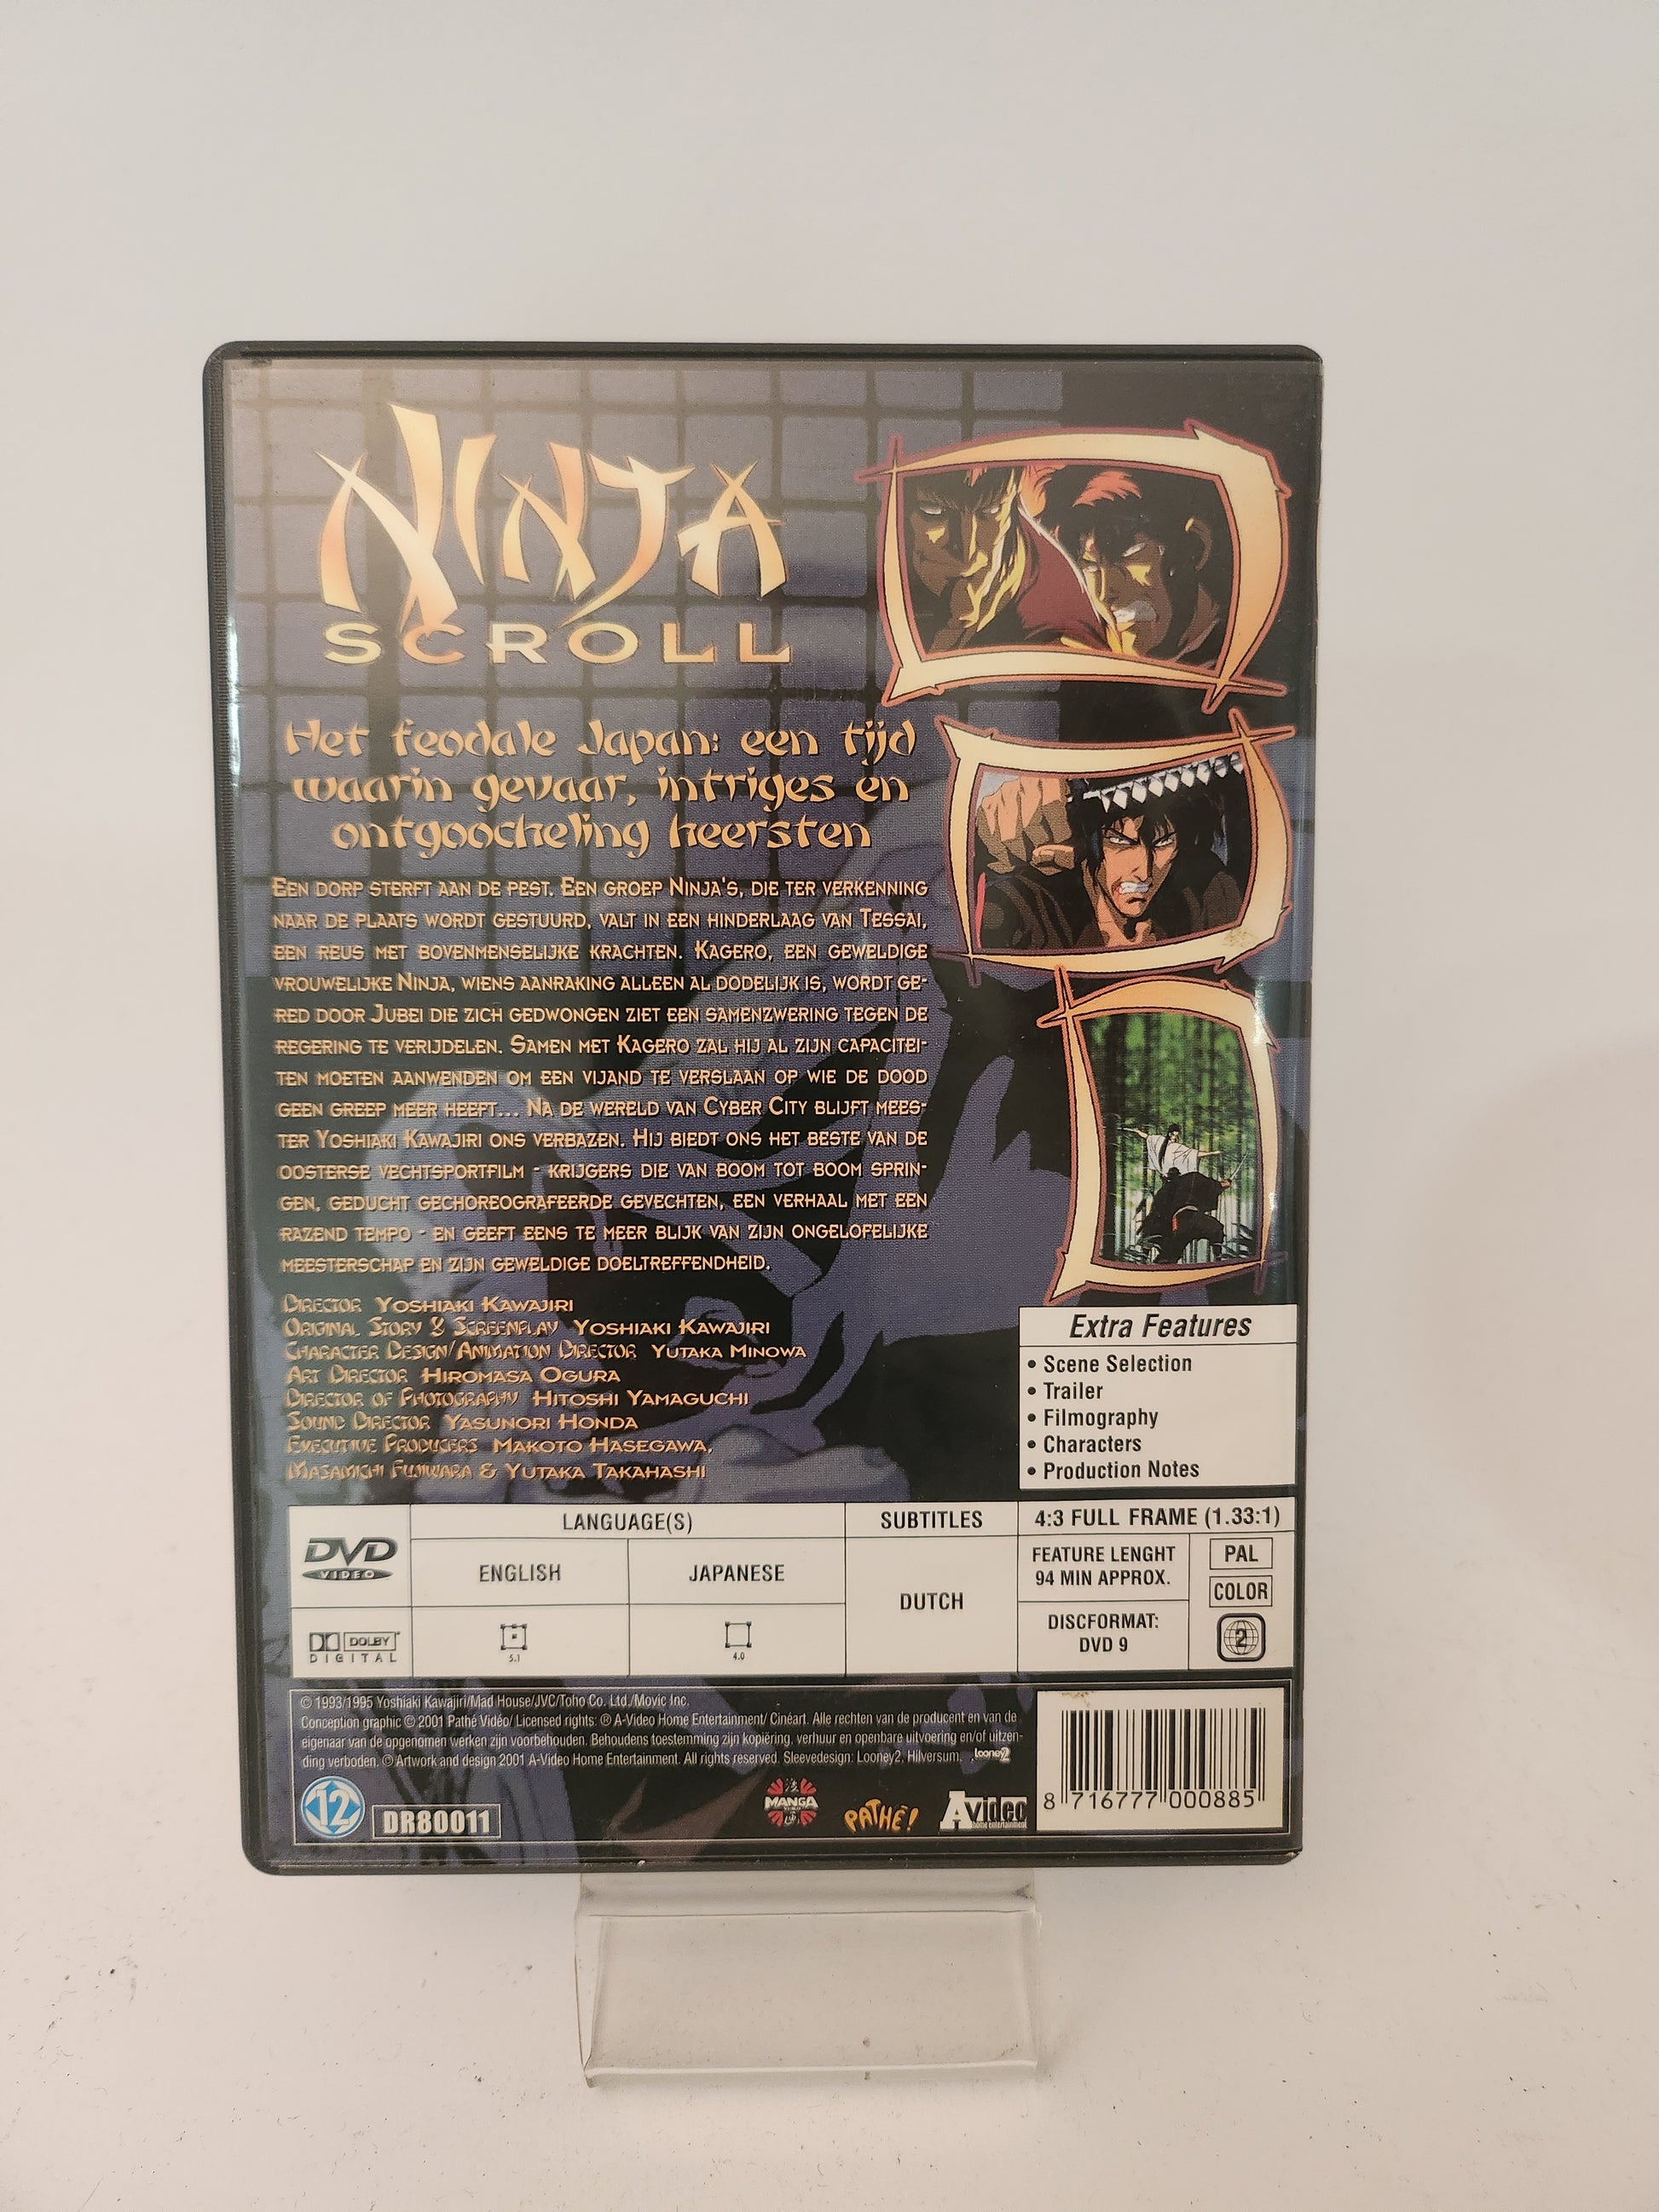 NINJA
SCROLL
Het feodale Japan: een tijd
waarin gevaar, intriges en
ontgoocheling heersten
Een dorp sterft aan de pest. Een groep Ninja's, die ter verkenning
naar de plaats wordt gestuurd, valt in een hinderlaag van Tessai,
een reus met bovenmenselijke krachten. Kagero, een geweldige
vrouwelijke Ninja, wiens aanraking alleen al dodelijk is, wordt ge-
red door Jubei die zich gedwongen ziet een samenzwering tegen de
regering te verijdelen. Samen met Kagero zal hij al zijn capacitei-
ten moeten aanwenden om een vijand te verslaan op wie de dood
geen greep meer heeft... Na de wereld van Cyber City blijft mees-
ter Yoshiaki Kawajiri ons verbazen. Hij biedt ons het beste van de
oosterse vechtsportfilm - krijgers die van boom tot boom sprin-
gen, geducht gechoreografeerde gevechten, een verhaal met een
razend tempo - en geeft eens te meer blijk van zijn ongelofelijke
meesterschap en zijn geweldige doeltreffendheid.
Director Yoshiaki Kawajiri
Original Story & Screenplay Yoshiaki Kawajiri
Character Design/Animation Director Yutaka Minowa
Art Director Hiromasa Ogura
Director of Photography Hitoshi Yamaguchi
Sound Director Yasunori Honda
Executive Producers Makoto Hasegawa,
Masamichi Fujiwara & Yutaka Takahashi
Extra Features
• Scene Selection
• Trailer
• Filmography
• Characters
• Production Notes
DVD
VIDEO
DOLBY
DIGITAL
LANGUAGE(S)
ENGLISH
JAPANESE
5.1
4.0
SUBTITLES
DUTCH
4:3 FULL FRAME (1.33:1)
FEATURE LENGHT
94 MIN APPROX.
DISCFORMAT:
DVD 9
PAL
COLOR
2
© 1993/1995 Yoshiaki Kawajiri/Mad House/JVC/Toho Co. Ltd./Movic Inc.
Conception graphic © 2001 Pathé Vidéo/ Licensed rights: ® A-Video Home Entertainment/ Cinéart. Alle rechten van de producent en van de
eigenaar van de opgenomen werken zijn voorbehouden. Behoudens toestemming zijn kopiëring, verhuur en openbare uitvoering en/of uitzen-
ding verboden. © Artwork and design 2001 A-Video Home Entertainment. All rights reserved. Sleevedesign: Looney2, Hilversum. Looney2
12
DR80011
MANGA
PATHÉ!
Avideo
home entertainment
8 716777 000885